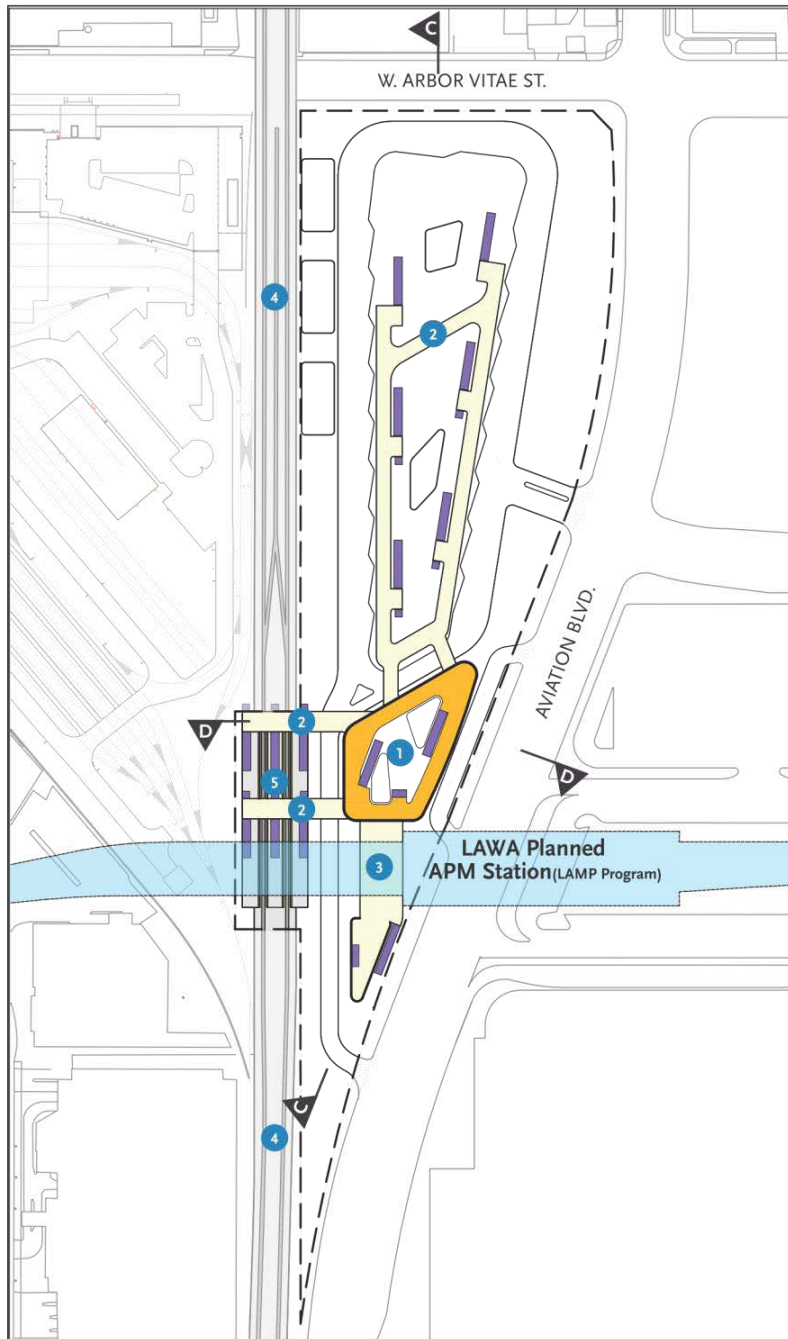 C
W. ARBOR VITAE ST.
4
2
AVIATION BLVD.
D
2
1
D
5
2
LAWA Planned
APM Station(LAMP Program)
3
C
4